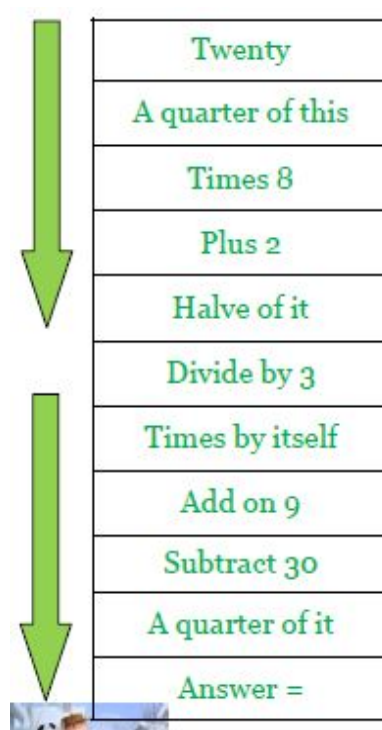 Twenty
A quarter of this
Times 8
Plus 2
Halve of it
Divide by 3
Times by itself
Add on 9
Subtract 30
A quarter of it
Answer =